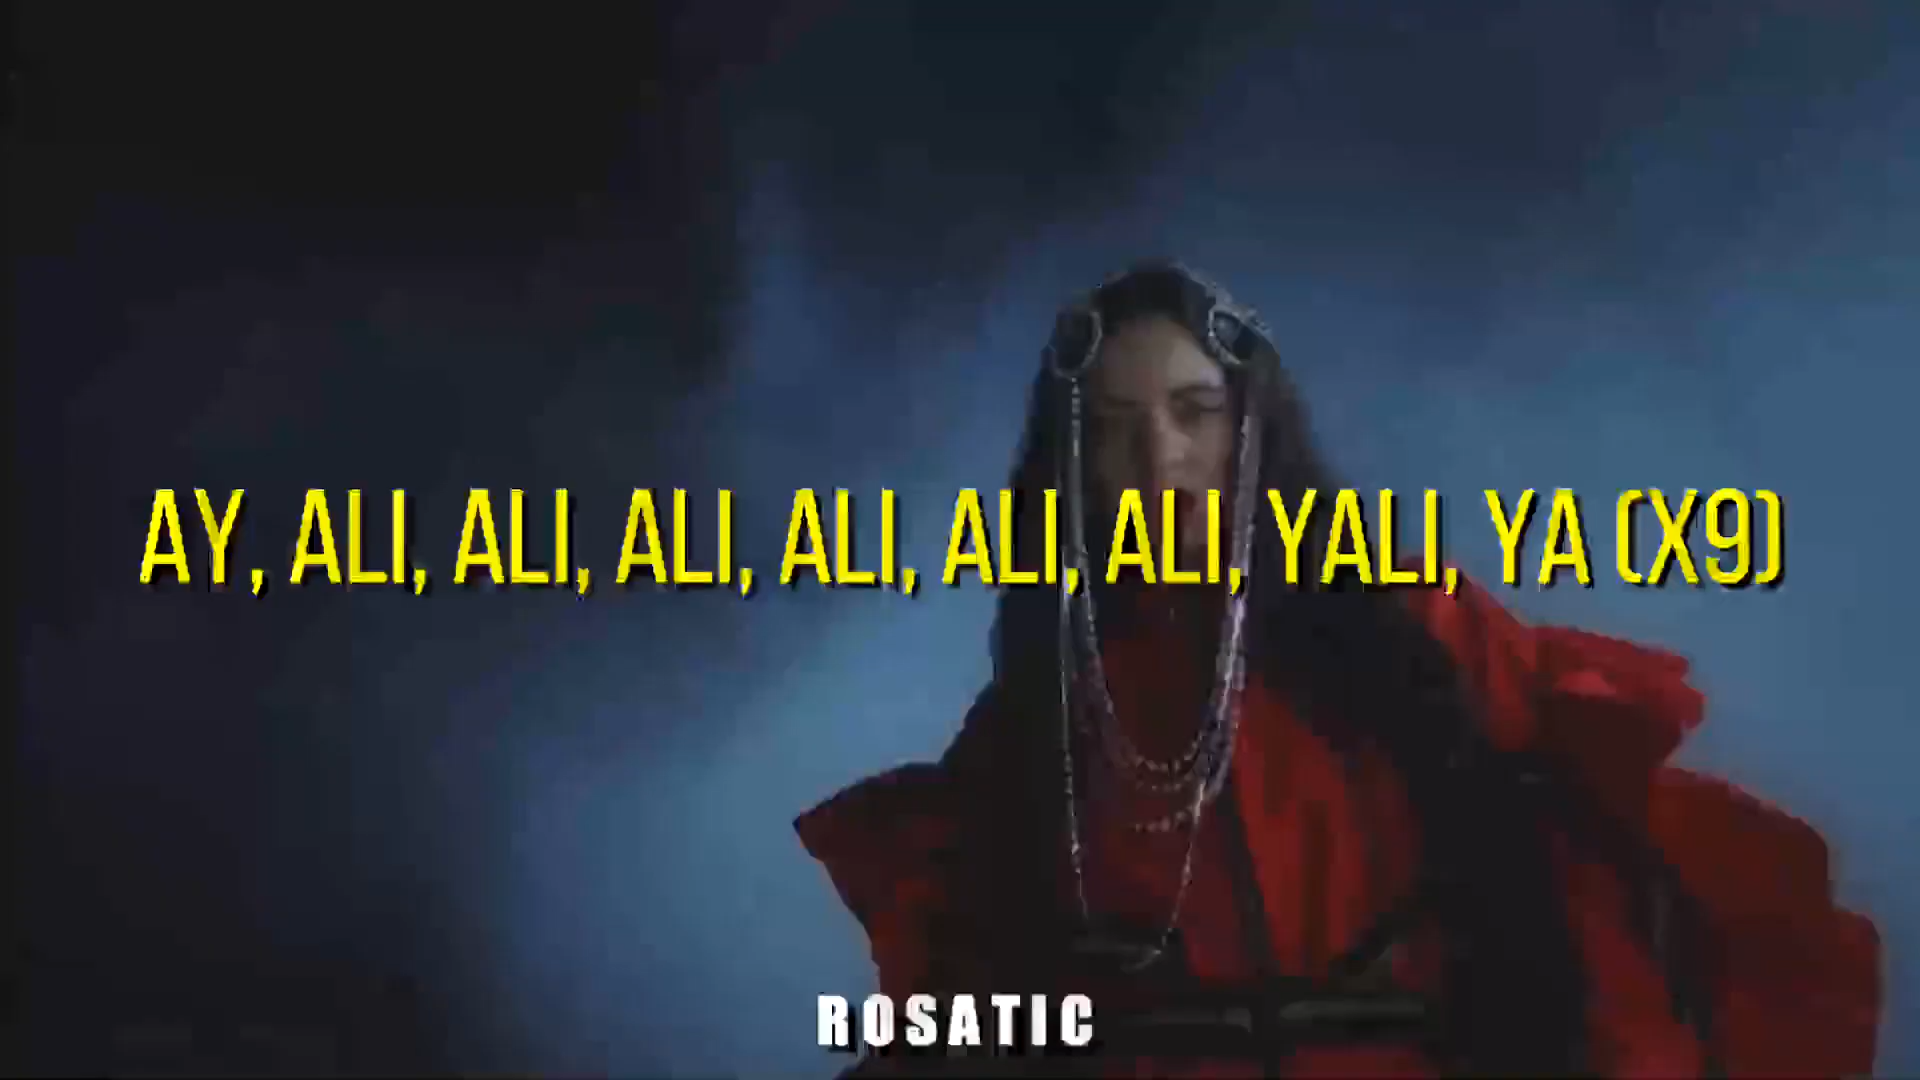 AY, ALI, ALI, ALI, ALI, ALI, ALI, YALI, YA (X9)
ROSATIC